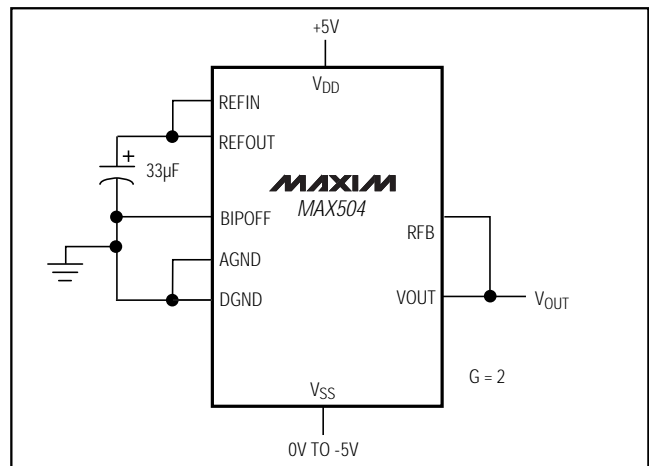 +5V
VDD
REFIN
REFOUT
+
33µF
MAXIM
MAX504
BIPOFF
RFB
AGND
DGND
VOUT
VOUT
G = 2
VSS
0V TO -5V